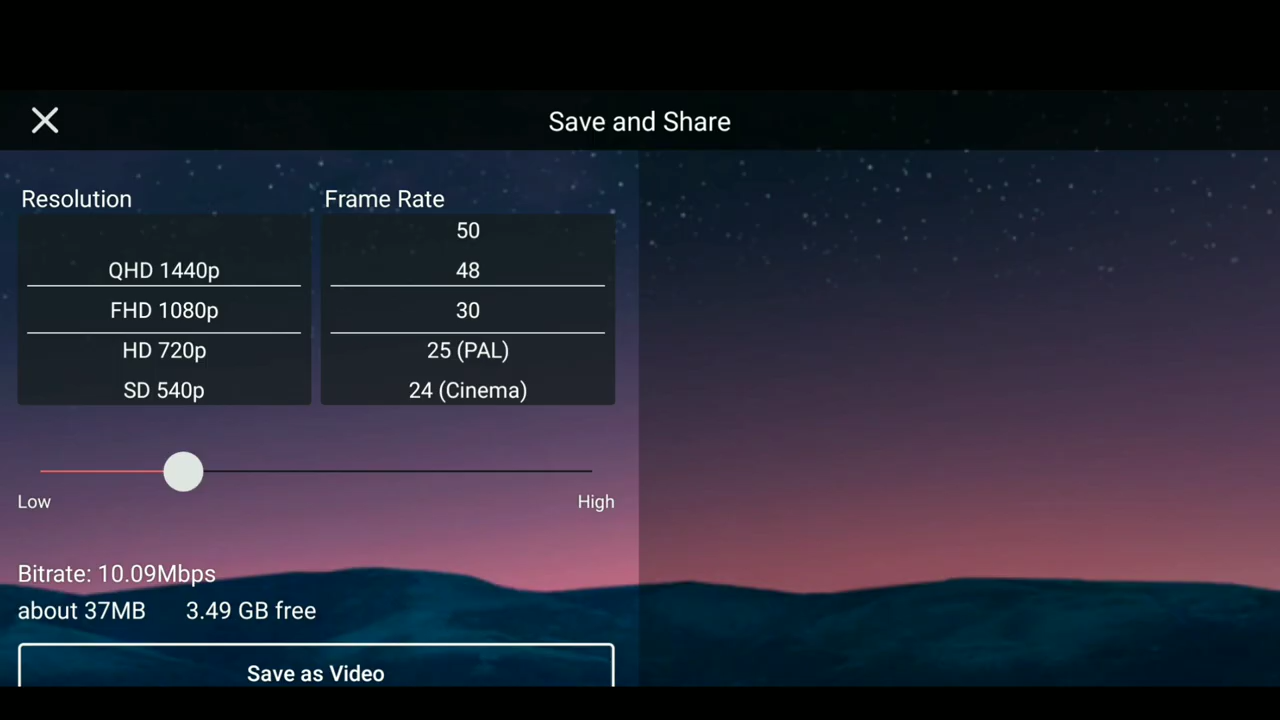 Save and Share
Resolution
Frame Rate
QHD 1440p
FHD 1080p
HD 720p
SD 540p
50
48
30
25 (PAL)
24 (Cinema)
Low
High
Bitrate: 10.09Mbps
about 37MB 3.49 GB free
Save as Video